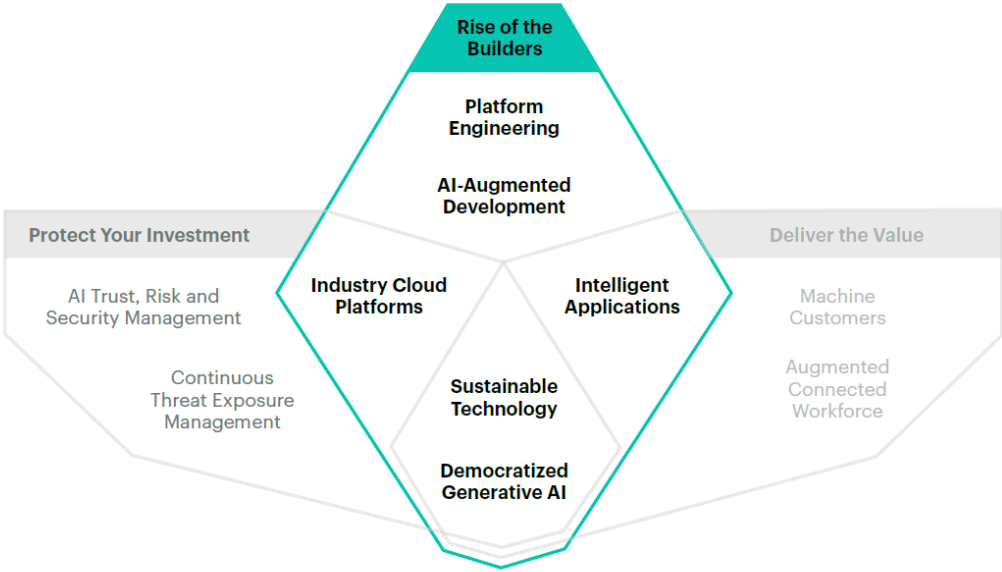 Rise of the
Builders
Platform
Engineering
AI-Augmented
Development
Protect Your Investment
Deliver the Value
Industry Cloud
Platforms
Intelligent
Applications
AI Trust, Risk and
Security Management
Machine
Customers
Continuous
Threat Exposure
Management
Augmented
Connected
Workforce
Sustainable
Technology
Democratized
Generative AI